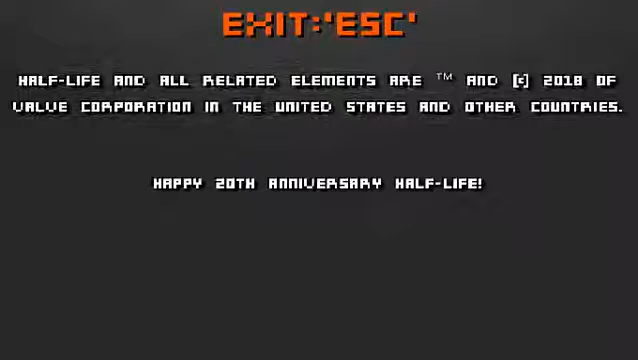 EXIT:'ESC'
HALF-LIFE AND ALL RELATED ELEMENTS ARE ™ AND [c] 2018 OF
VALVE CORPORATION IN THE UNITED STATES AND OTHER COUNTRIES.
HAPPY 20TH ANNIVERSARY HALF-LIFE!